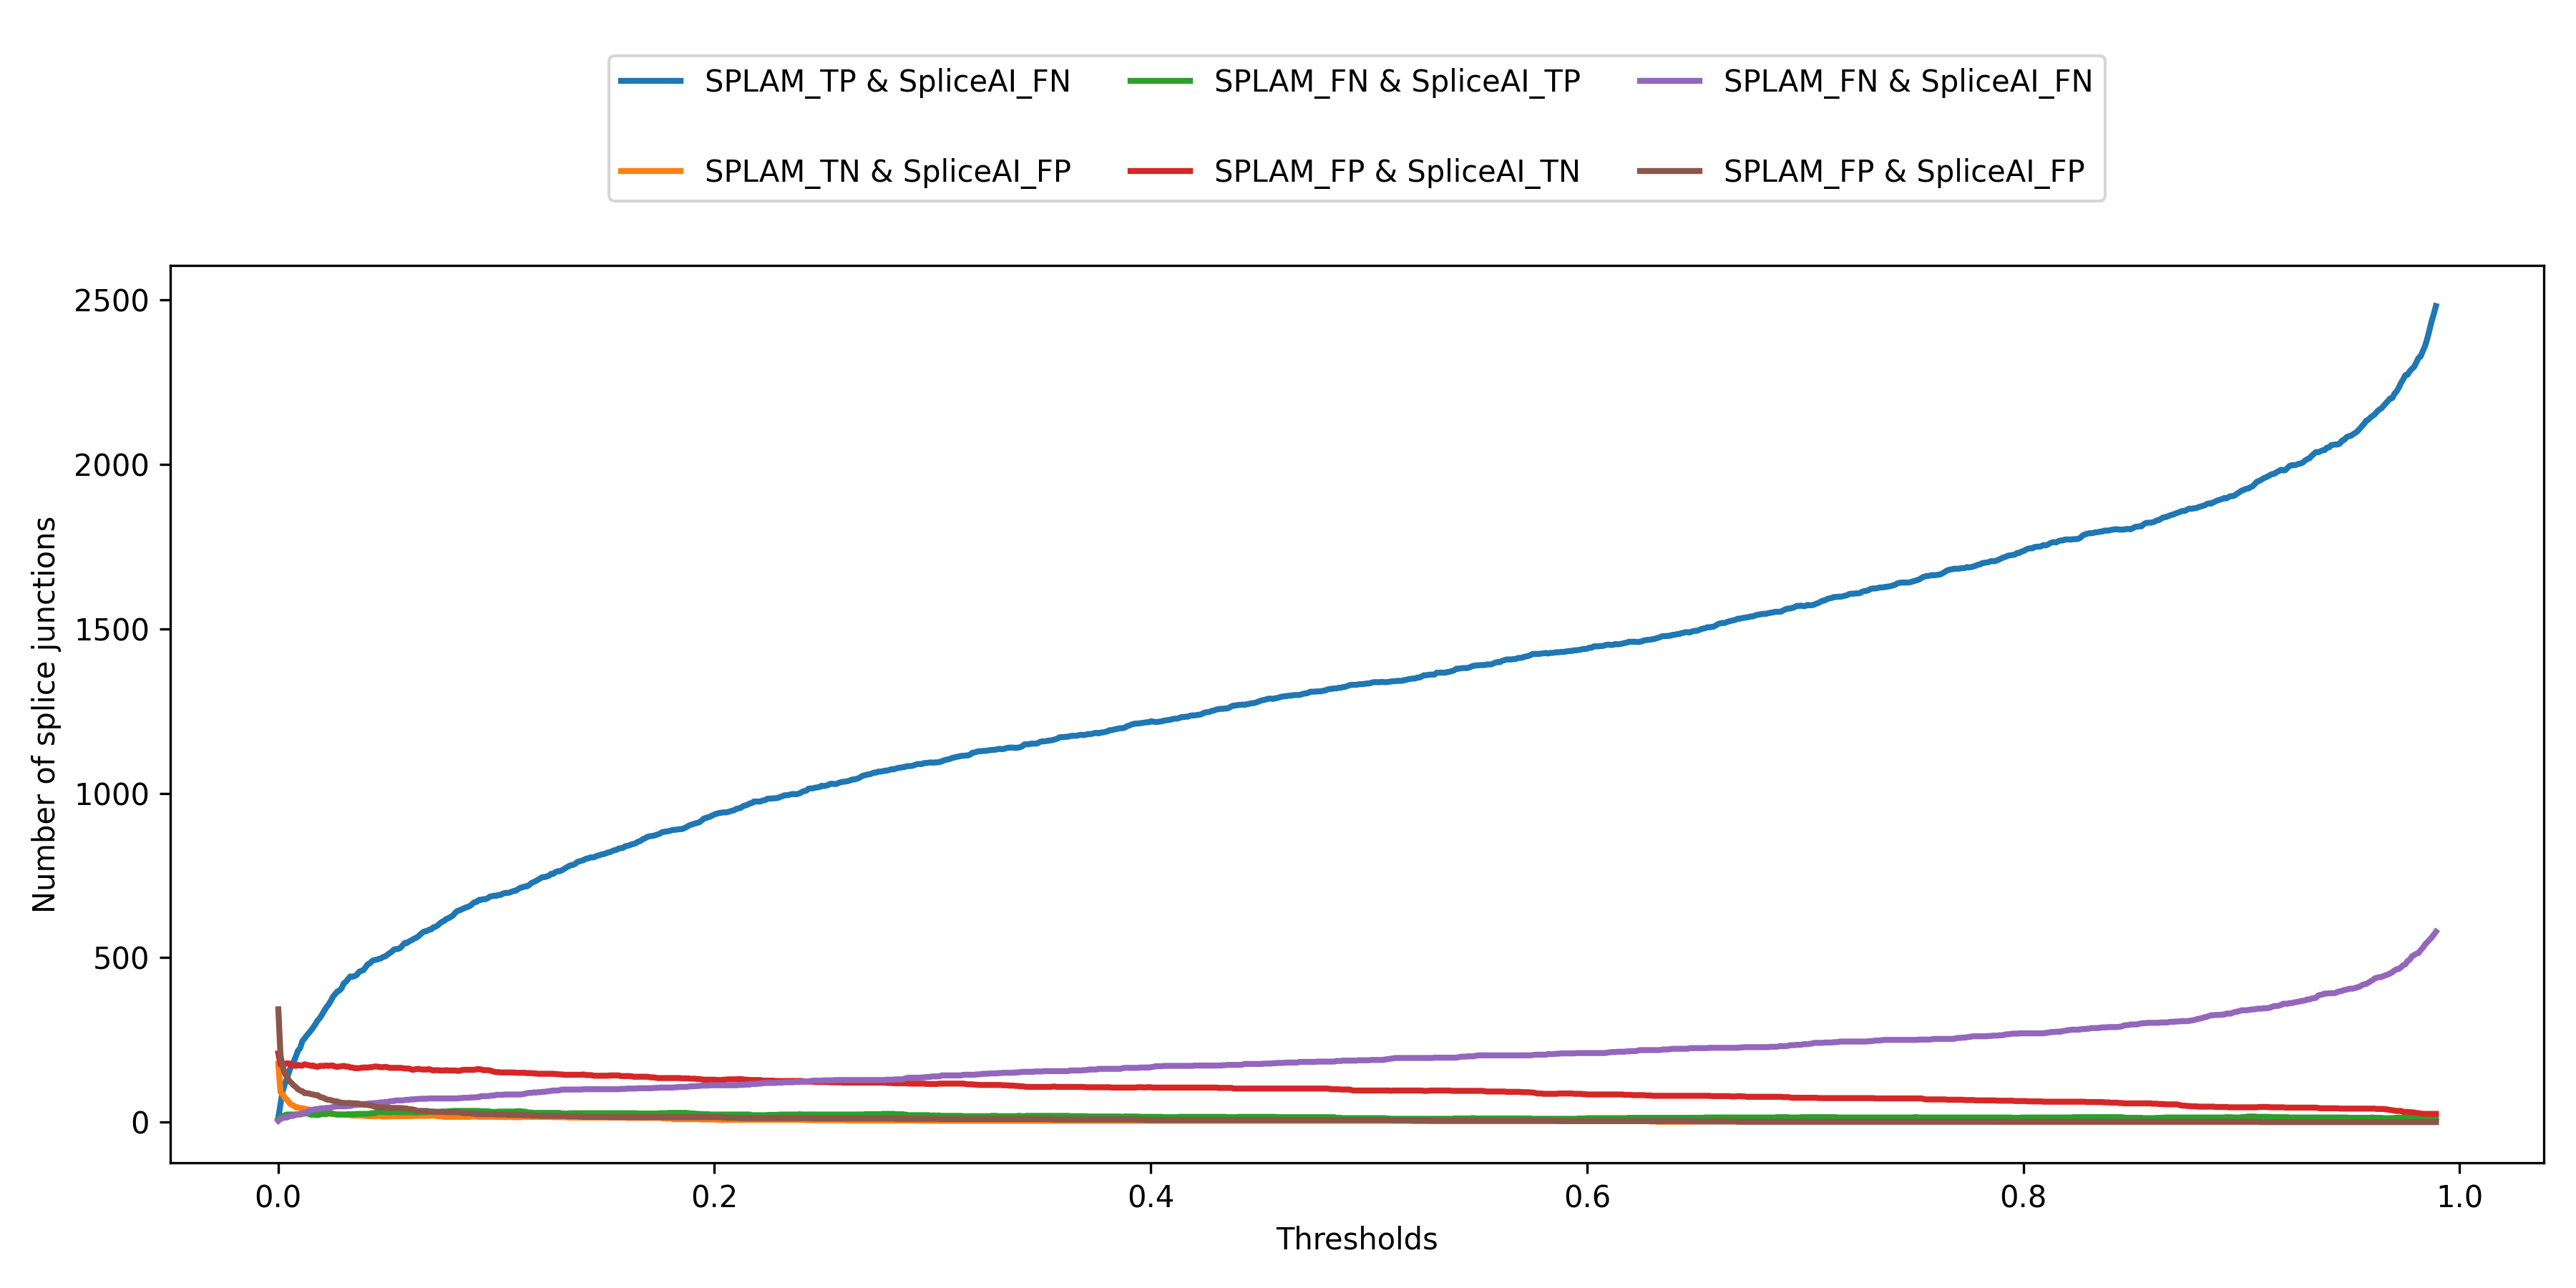 SPLAM_TP & SpliceAI_FN
SPLAM_FN & SpliceAI_TP
SPLAM_FN & SpliceAI_FN
SPLAM_TN & SpliceAI_FP
SPLAM_FP & SpliceAI_TN
SPLAM_FP & SpliceAI_FP
Number of splice junctions
2500
2000
1500
1000
500
0
0.0
0.2
0.4
0.6
0.8
1.0
Thresholds